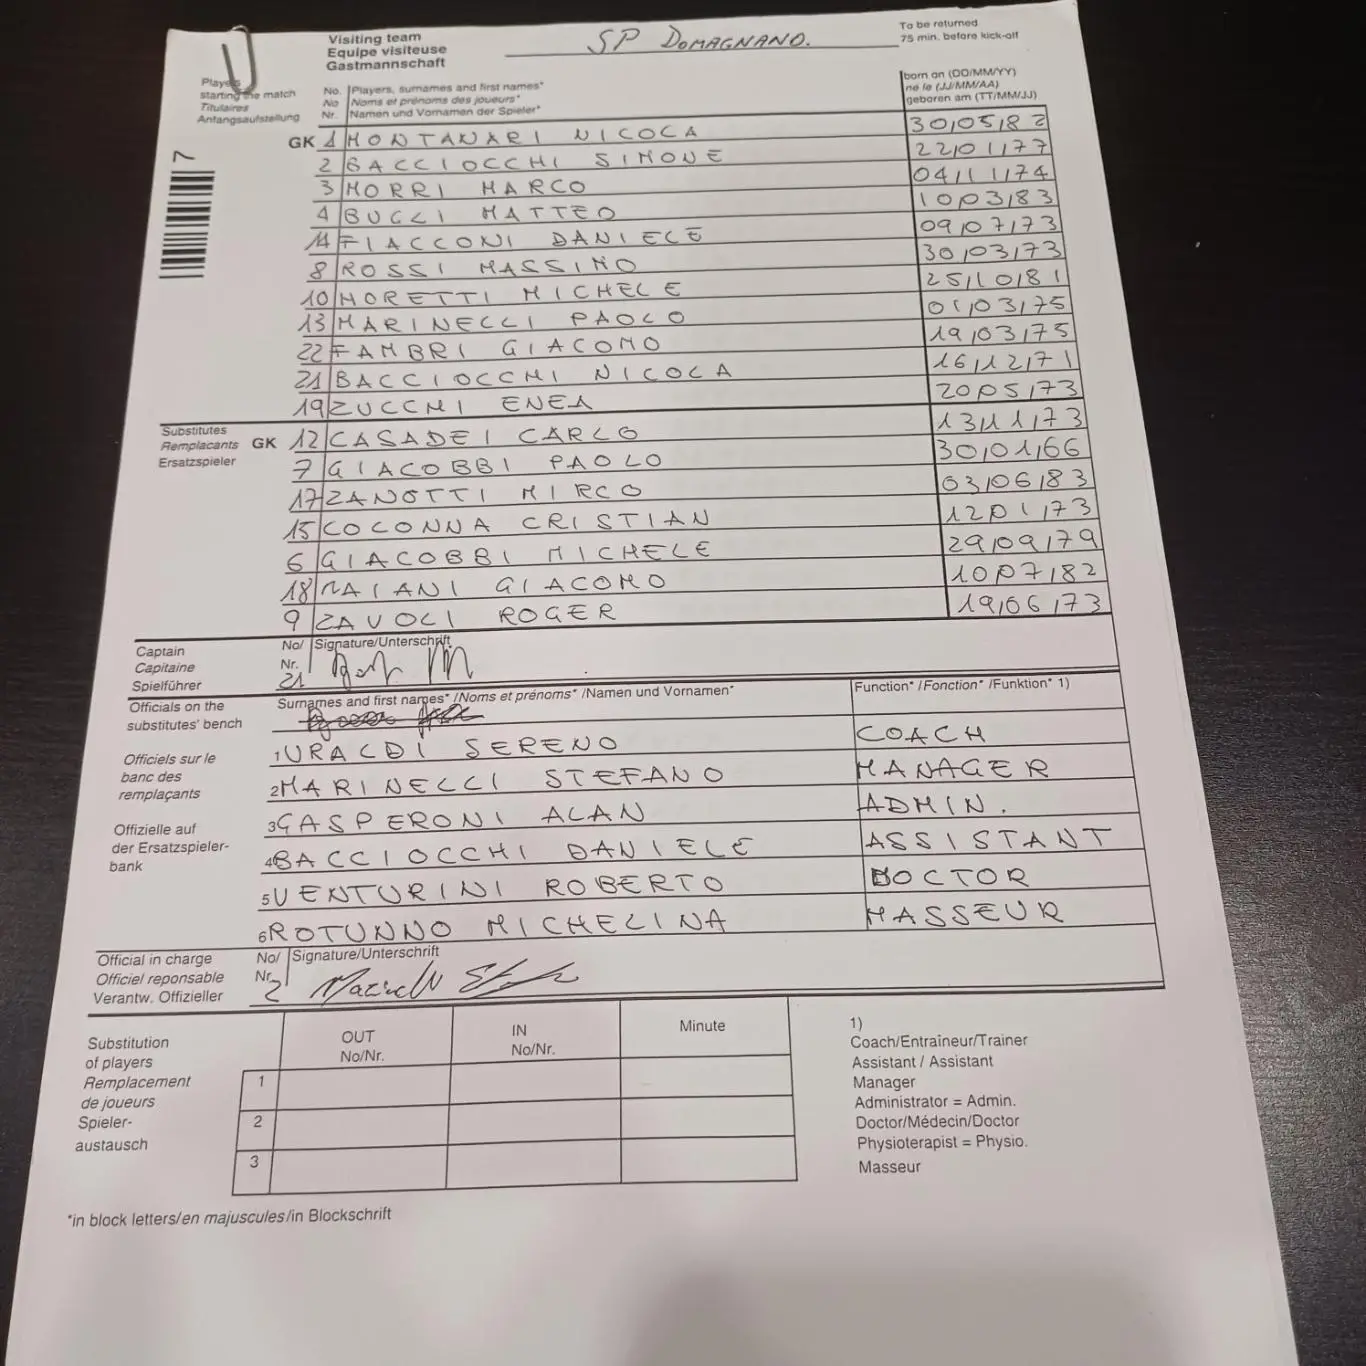 Visiting team
Equipe visiteuse
Gastmannschaft
SP DOMAGNANO.
To be returned
75 min. before kick-off
Players
starting the match
Titulaires
Anfangsaufstellung
No. Players, surnames and first names*
No Noms et prénoms des joueurs*
Nr. Namen und Vornamen der Spieler*
born on (DD/MM/YY)
né le (JJ/MM/AA)
geboren am (TT/MM/JJ)
7
GK 1 MONTANARI NICOLA 30/05/82
2 BACCIOCCHI SIMONE 22/01/77
3 MORRI MARCO 04/11/74
4 BUGLI MATTEO 10/03/83
14 FIACCONI DANIELE 09/07/73
8 ROSSI MASSIMO 30/03/73
10 MORETTI MICHELE 25/10/81
13 MARINELLI PAOLO 01/03/75
22 FAMBRI GIACOMO 19/03/75
21 BACCIOCCHI NICOLA 16/12/71
19 ZUCCHI ENEA 20/05/73
Substitutes
Remplacants
Ersatzspieler
GK 12 CASADEI CARLO 13/11/73
7 GIACOBBI PAOLO 30/01/66
17 ZANOTTI MIRCO 03/06/83
15 COLONNA CRISTIAN 12/01/73
6 GIACOBBI MICHELE 29/09/79
18 MAIANI GIACOMO 10/07/82
9 ZAVOLI ROGER 19/06/73
Captain
Capitaine
Spielführer
No/ Signature/Unterschrift
Nr.
21
Officials on the
substitutes' bench
Surnames and first names* /Noms et prénoms* /Namen und Vornamen*
Function* /Fonction* /Funktion* 1)
Officiels sur le
banc des
remplaçants
Offizielle auf
der Ersatzspieler-
bank
1 URALDI SERENO COACH
2 MARINELLI STEFANO MANAGER
3 GASPERONI ALAN ADMIN.
4 BACCIOCCHI DANIELE ASSISTANT
5 VENTURINI ROBERTO DOCTOR
6 ROTUNNO MICHELINA MASSEUR
Official in charge
Officiel reponsable
Verantw. Offizieller
No/ Signature/Unterschrift
Nr.
2
Substitution
of players
Remplacement
de joueurs
Spieler-
austausch
OUT
No/Nr.
IN
No/Nr.
Minute
1
2
3
1)
Coach/Entraîneur/Trainer
Assistant / Assistant
Manager
Administrator = Admin.
Doctor/Médecin/Doctor
Physioterapist = Physio.
Masseur
*in block letters/en majuscules/in Blockschrift